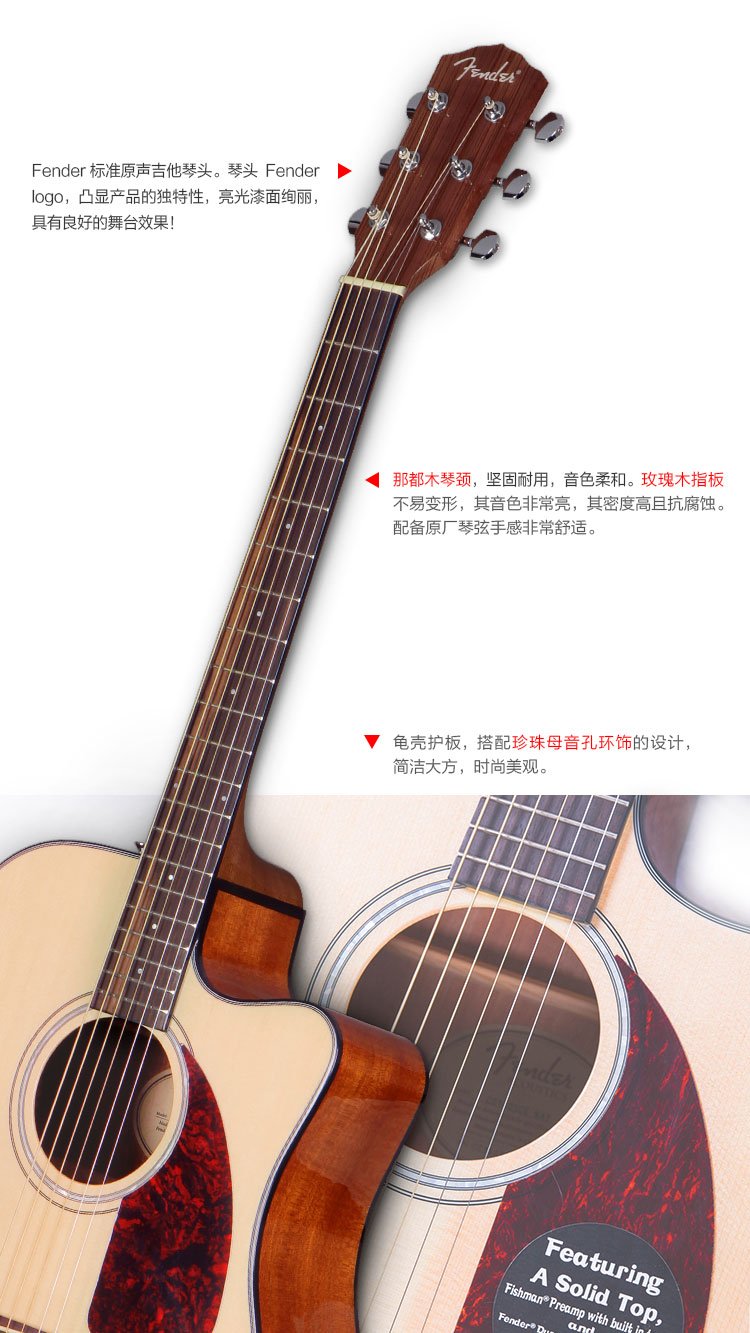 Fender®
Fender 标准原声吉他琴头。琴头 Fender
logo，凸显产品的独特性，亮光漆面绚丽，
具有良好的舞台效果！
那都木琴颈，坚固耐用，音色柔和。玫瑰木指板
不易变形，其音色非常亮，其密度高且抗腐蚀。
配备原厂琴弦手感非常舒适。
龟壳护板，搭配珍珠母音孔环饰的设计，
简洁大方，时尚美观。
Fender
Featuring
A Solid Top,
Fishman® Preamp with built in
and
Fender®